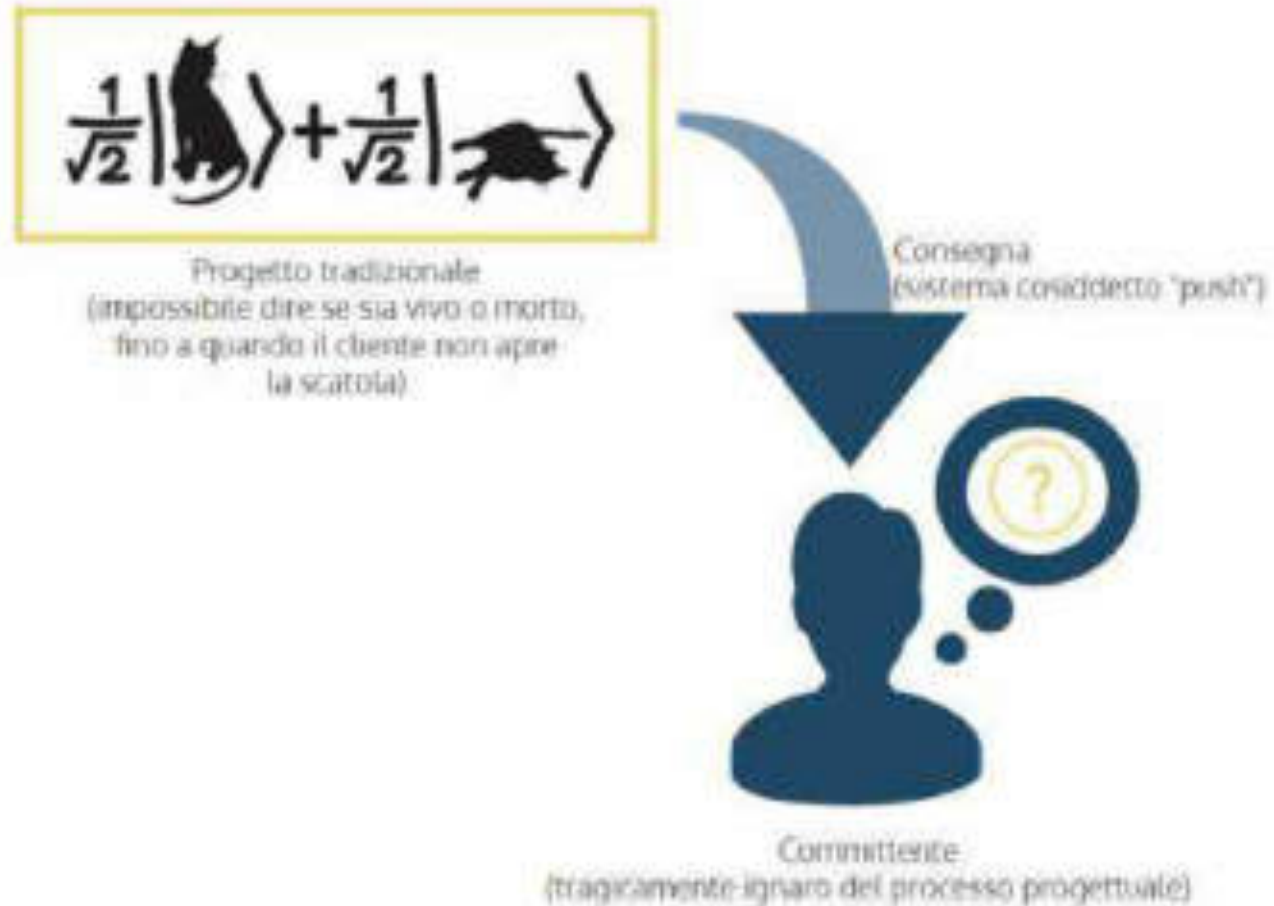 1/√2|⟩+1/√2|⟩
Progetto tradizionale
(impossibile dire se sia vivo o morto,
fino a quando il cliente non apre
la scatola)
Consegna
(sistema cosiddetto "push")
?
Committente
(tragicamente ignaro del processo progettuale)